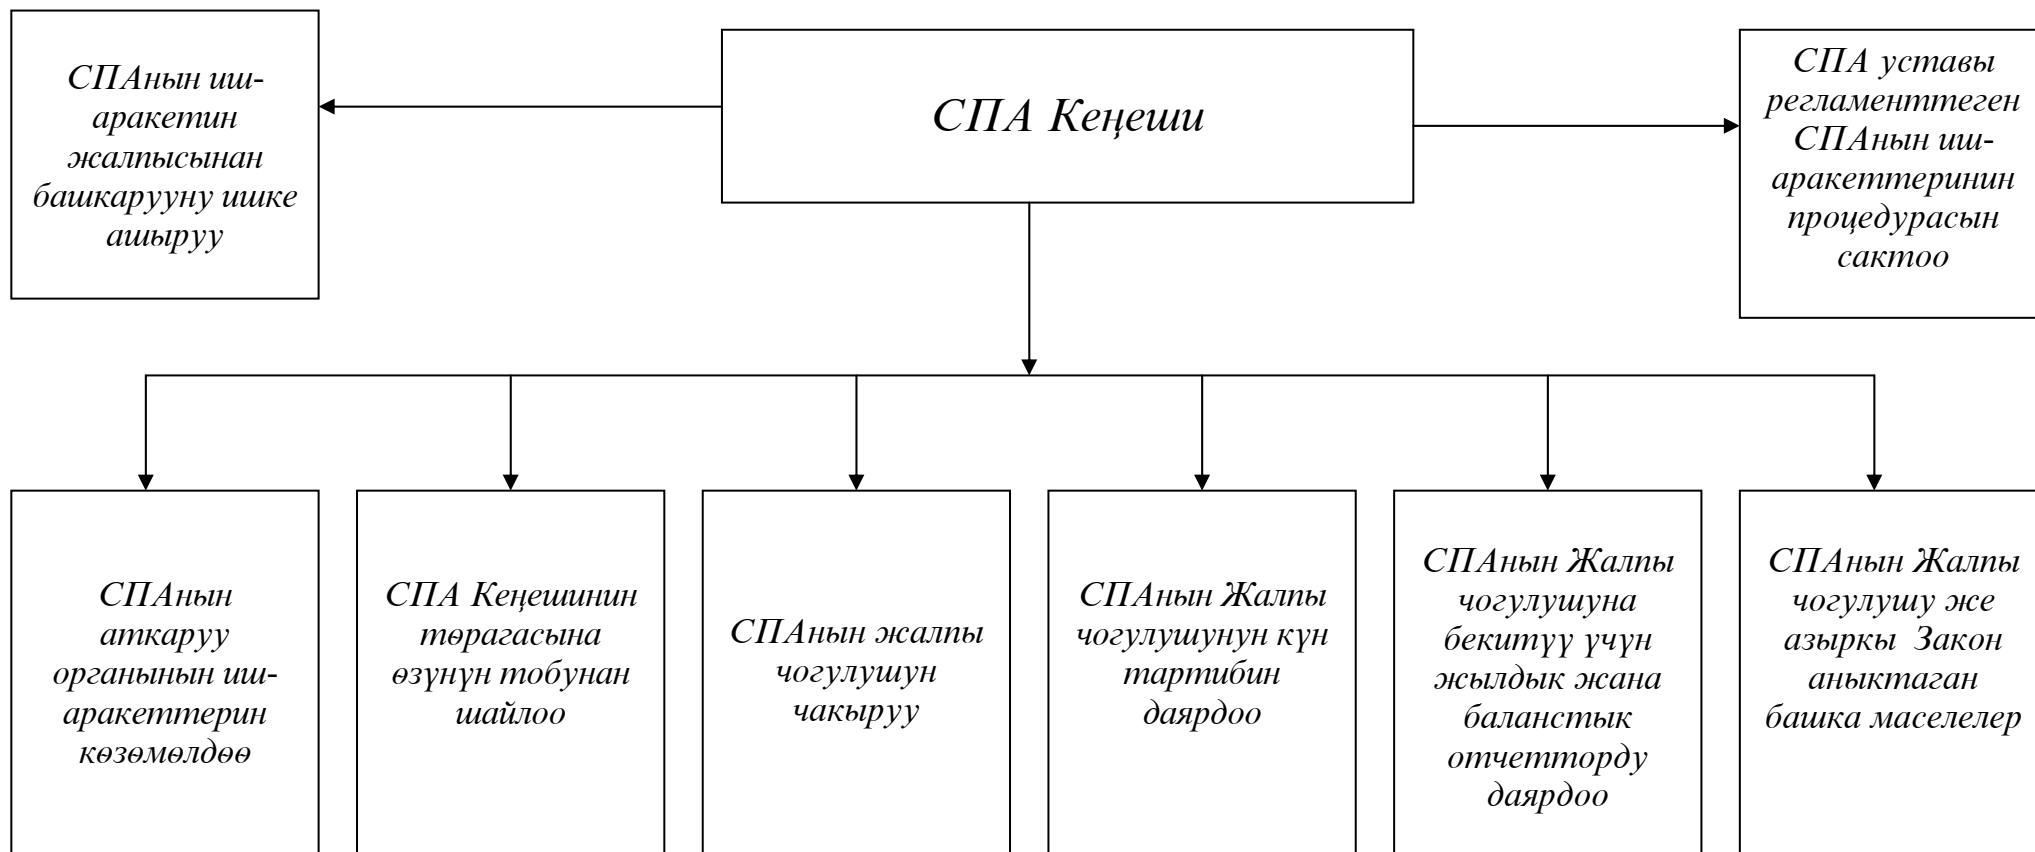 СПАнын иш-
аракетин
жалпысынан
башкарууну ишке
ашыруу
СПА Кеңеши
СПА уставы
регламенттеген
СПАнын иш-
аракеттеринин
процедурасын
сактоо
СПАнын
аткаруу
органынын иш-
аракеттерин
көзөмөлдөө
СПА Кеңешинин
төрагасына
өзүнүн тобунан
шайлоо
СПАнын жалпы
чогулушун
чакыруу
СПАнын Жалпы
чогулушунун күн
тартибин
даярдоо
СПАнын Жалпы
чогулушуна
бекитүү үчүн
жылдык жана
баланстык
отчетторду
даярдоо
СПАнын Жалпы
чогулушу же
азыркы Закон
аныктаган
башка маселелер